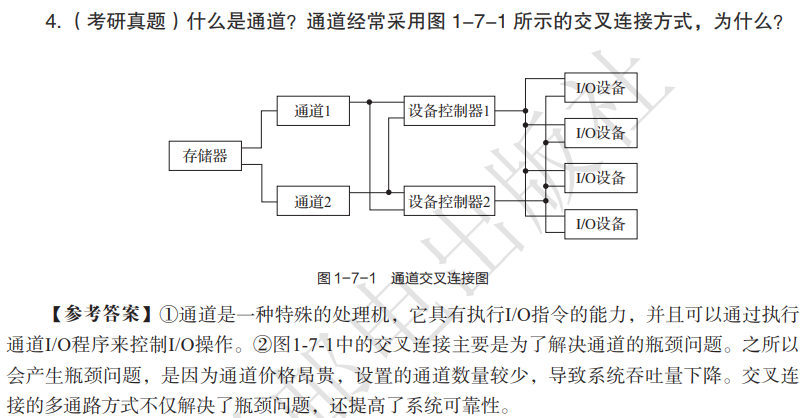 4.（考研真题）什么是通道？通道经常采用图 1-7-1 所示的交叉连接方式，为什么？
I/O设备
通道1
设备控制器1
I/O设备
存储器
I/O设备
通道2
设备控制器2
I/O设备
图 1-7-1 通道交叉连接图
【参考答案】①通道是一种特殊的处理机，它具有执行I/O指令的能力，并且可以通过执行
通道I/O程序来控制I/O操作。②图1-7-1中的交叉连接主要是为了解决通道的瓶颈问题。之所以
会产生瓶颈问题，是因为通道价格昂贵，设置的通道数量较少，导致系统吞吐量下降。交叉连
接的多通路方式不仅解决了瓶颈问题，还提高了系统可靠性。
邮电出版社